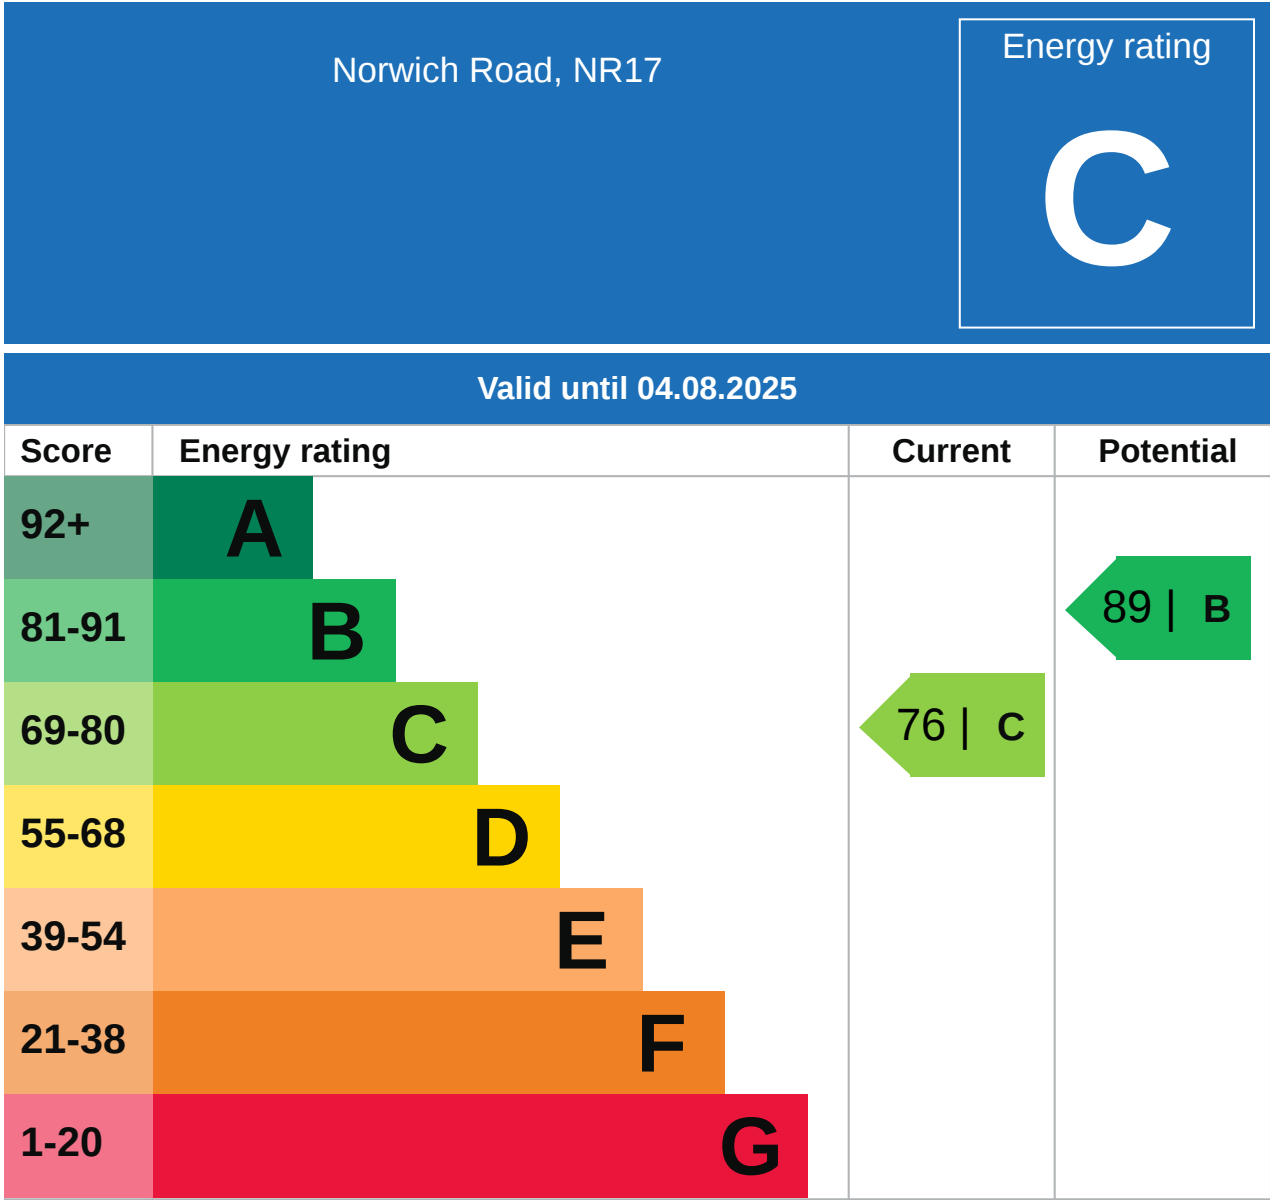 Norwich Road, NR17
Energy rating
C
Valid until 04.08.2025
Score Energy rating Current Potential
92+ A
81-91 B 89 | B
69-80 C 76 | C
55-68 D
39-54 E
21-38 F
1-20 G